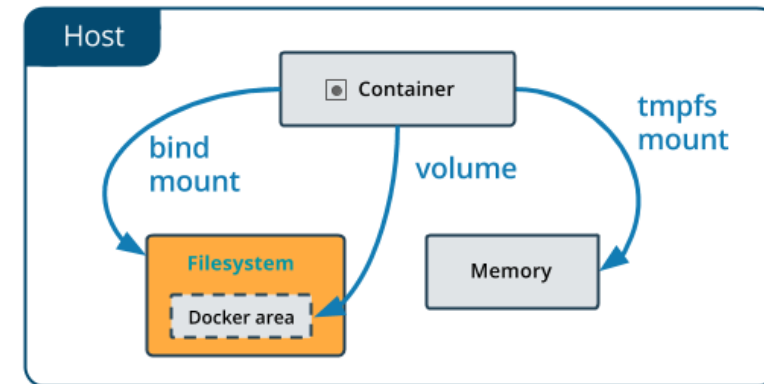 Host
Container
bind
mount
volume
tmpfs
mount
Filesystem
Docker area
Memory